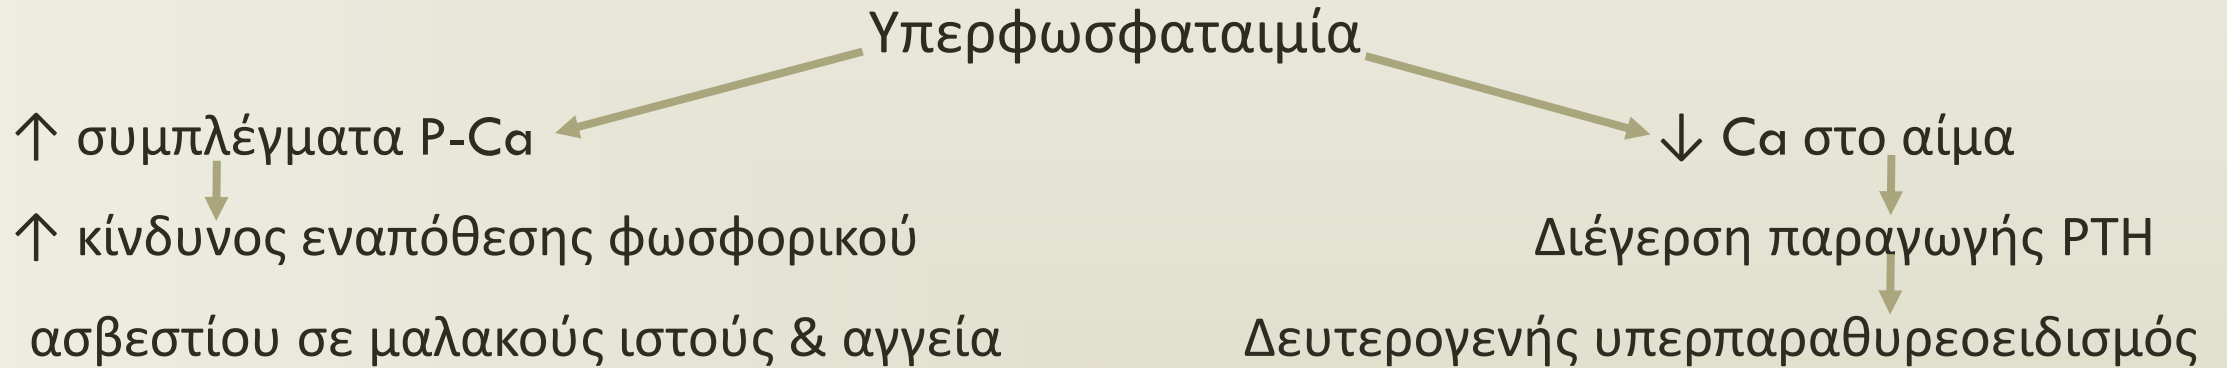 Υπερφωσφαταιμία
↑ συμπλέγματα P-Ca
↓ Ca στο αίμα
↑ κίνδυνος εναπόθεσης φωσφορικού
Διέγερση παραγωγής PTH
ασβεστίου σε μαλακούς ιστούς & αγγεία
Δευτερογενής υπερπαραθυρεοειδισμός